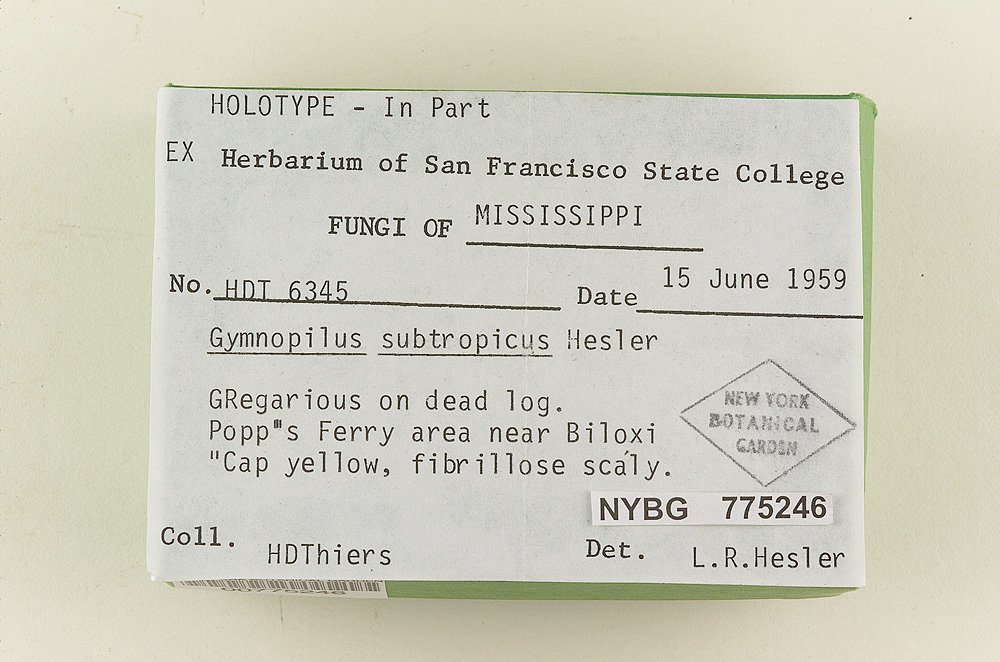 HOLOTYPE - In Part
EX Herbarium of San Francisco State College
FUNGI OF MISSISSIPPI
No. HDT 6345 Date 15 June 1959
Gymnopilus subtropicus Hesler
GRegarious on dead log.
Popp"s Ferry area near Biloxi
"Cap yellow, fibrillose scaly.
NEW YORK
BOTANICAL
GARDEN
NYBG 775246
Coll. HDThiers Det. L.R.Hesler